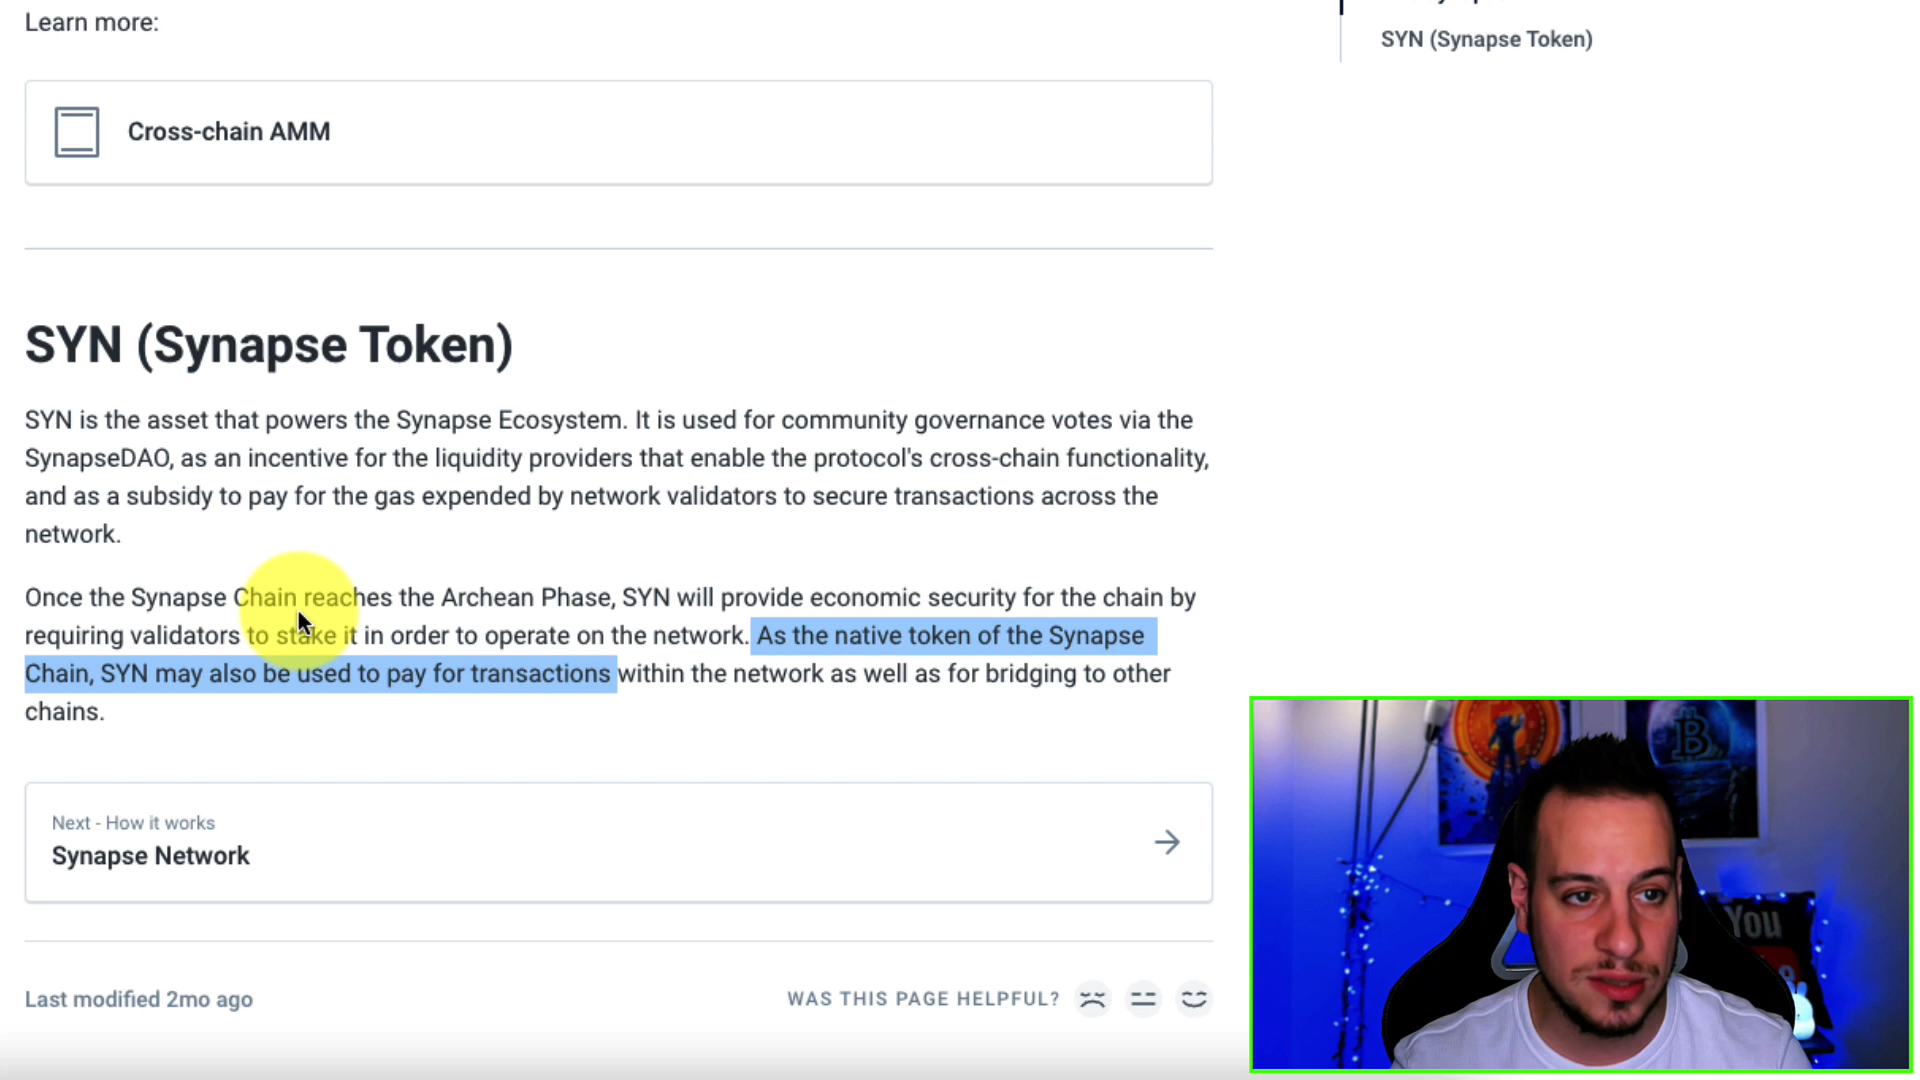 Learn more:
SYN (Synapse Token)
Cross-chain AMM
SYN (Synapse Token)
SYN is the asset that powers the Synapse Ecosystem. It is used for community governance votes via the
SynapseDAO, as an incentive for the liquidity providers that enable the protocol's cross-chain functionality,
and as a subsidy to pay for the gas expended by network validators to secure transactions across the
network.
Once the Synapse Chain reaches the Archean Phase, SYN will provide economic security for the chain by
requiring validators to stake it in order to operate on the network. As the native token of the Synapse
Chain, SYN may also be used to pay for transactions within the network as well as for bridging to other
chains.
Next - How it works
Synapse Network
Last modified 2mo ago
WAS THIS PAGE HELPFUL?
You